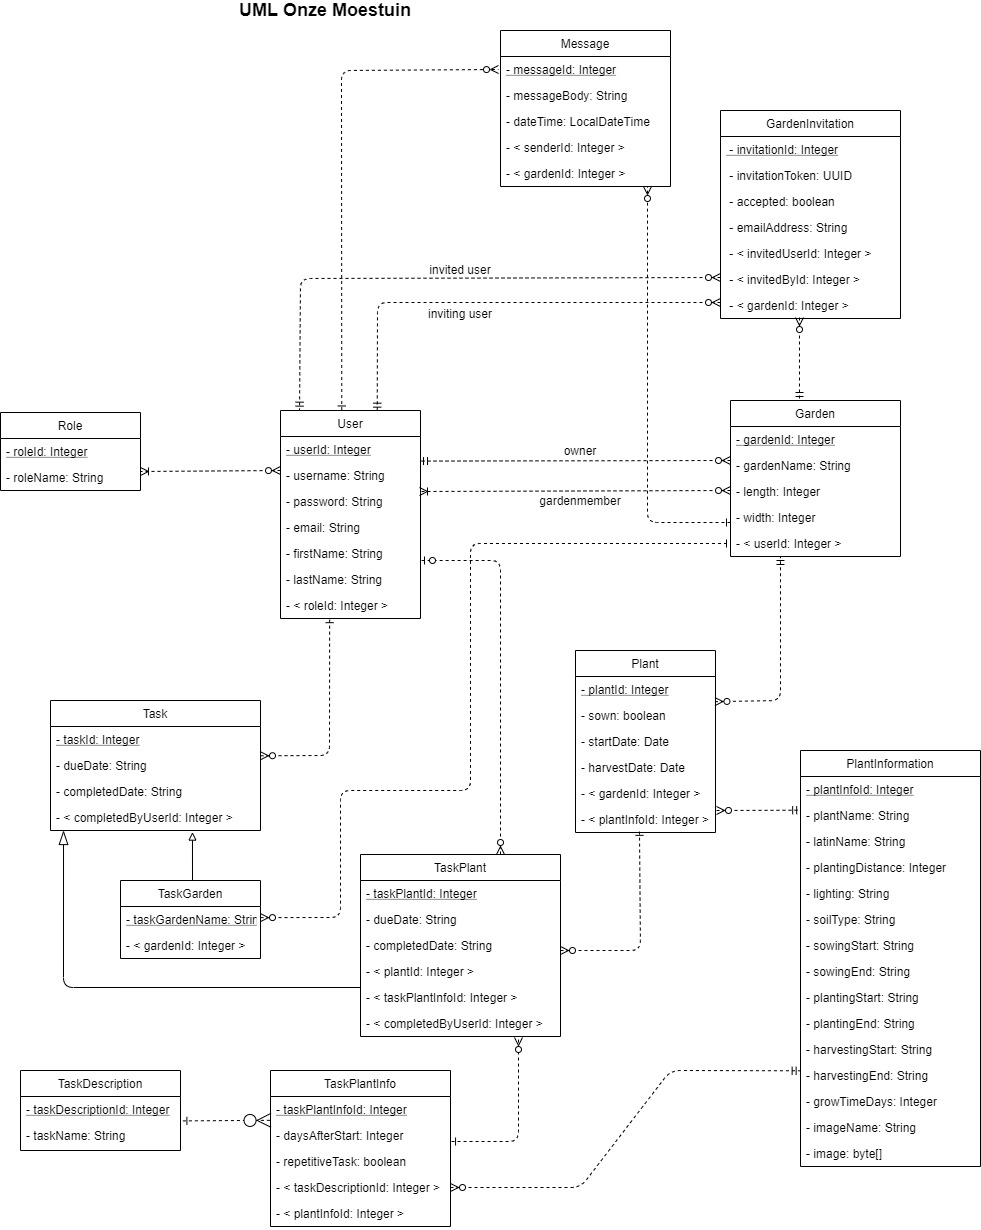 UML Onze Moestuin
Message
- messageId: Integer
- messageBody: String
- dateTime: LocalDateTime
- < senderId: Integer >
- < gardenId: Integer >
GardenInvitation
- invitationId: Integer
- invitationToken: UUID
- accepted: boolean
- emailAddress: String
- < invitedUserId: Integer >
- < invitedById: Integer >
- < gardenId: Integer >
invited user
inviting user
Role
- roleId: Integer
- roleName: String
User
- userId: Integer
- username: String
- password: String
- email: String
- firstName: String
- lastName: String
- < roleId: Integer >
owner
gardenmember
Garden
- gardenId: Integer
- gardenName: String
- length: Integer
- width: Integer
- < userId: Integer >
Plant
- plantId: Integer
- sown: boolean
- startDate: Date
- harvestDate: Date
- < gardenId: Integer >
- < plantInfoId: Integer >
Task
- taskId: Integer
- dueDate: String
- completedDate: String
- < completedByUserId: Integer >
PlantInformation
- plantInfoId: Integer
- plantName: String
- latinName: String
- plantingDistance: Integer
- lighting: String
- soilType: String
- sowingStart: String
- sowingEnd: String
- plantingStart: String
- plantingEnd: String
- harvestingStart: String
- harvestingEnd: String
- growTimeDays: Integer
- imageName: String
- image: byte[]
TaskGarden
- taskGardenName: Strin
- < gardenId: Integer >
TaskPlant
- taskPlantId: Integer
- dueDate: String
- completedDate: String
- < plantId: Integer >
- < taskPlantInfoId: Integer >
- < completedByUserId: Integer >
TaskDescription
- taskDescriptionId: Integer
- taskName: String
TaskPlantInfo
- taskPlantInfoId: Integer
- daysAfterStart: Integer
- repetitiveTask: boolean
- < taskDescriptionId: Integer >
- < plantInfoId: Integer >